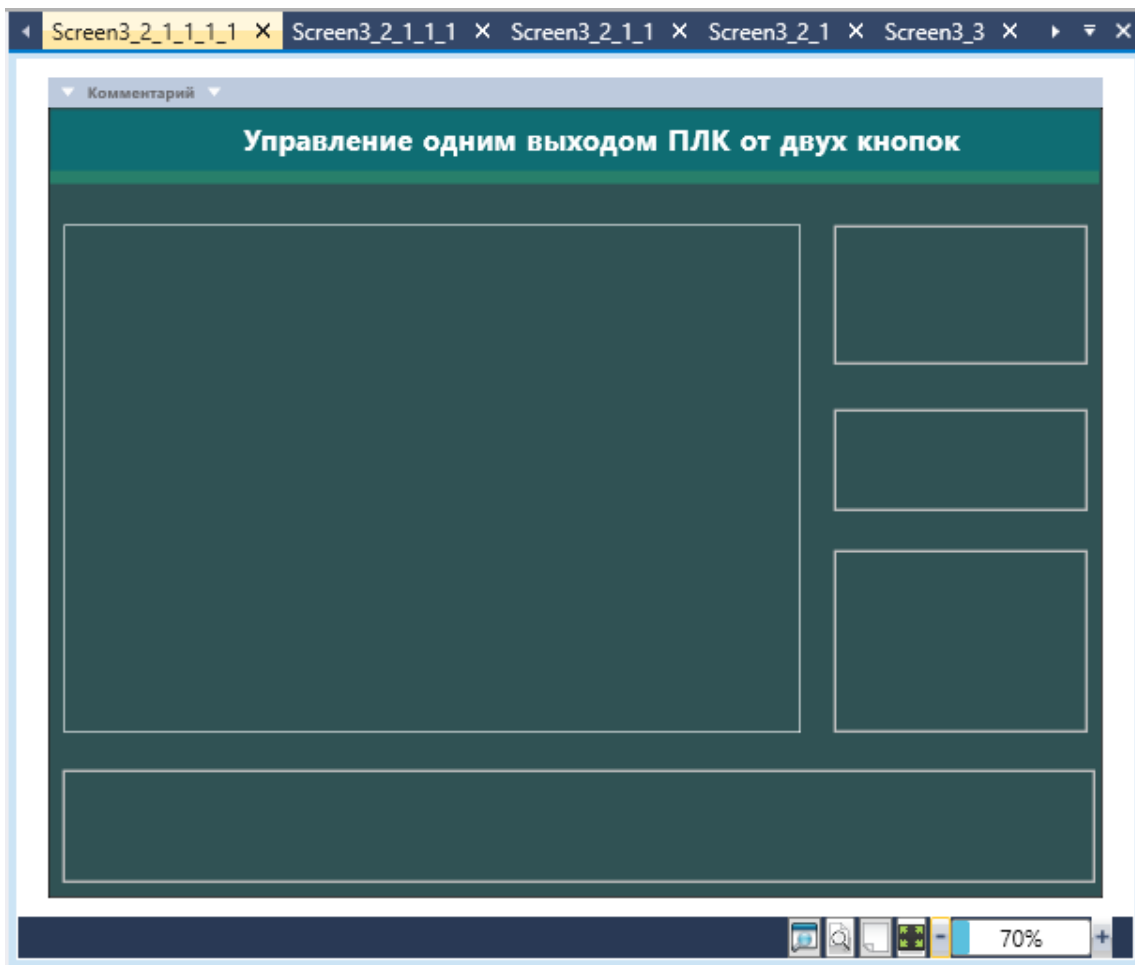 Screen3_2_1_1_1_1 Screen3_2_1_1_1 Screen3_2_1_1 Screen3_2_1 Screen3_3
Комментарий
Управление одним выходом ПЛК от двух кнопок
70%